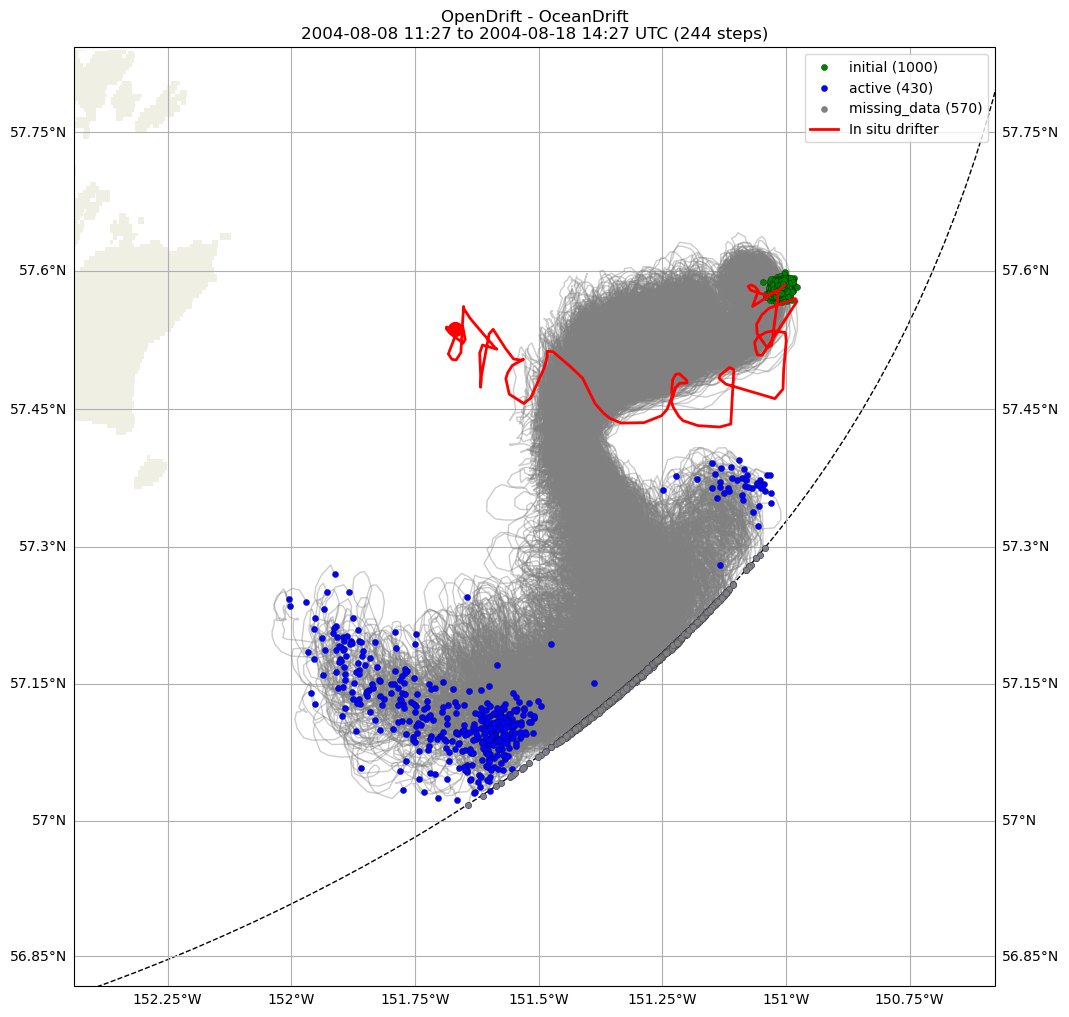 OpenDrift - OceanDrift
2004-08-08 11:27 to 2004-08-18 14:27 UTC (244 steps)
initial (1000)
active (430)
missing_data (570)
In situ drifter
57.75°N
57.75°N
57.6°N
57.6°N
57.45°N
57.45°N
57.3°N
57.3°N
57.15°N
57.15°N
57°N
57°N
56.85°N
56.85°N
152.25°W
152°W
151.75°W
151.5°W
151.25°W
151°W
150.75°W